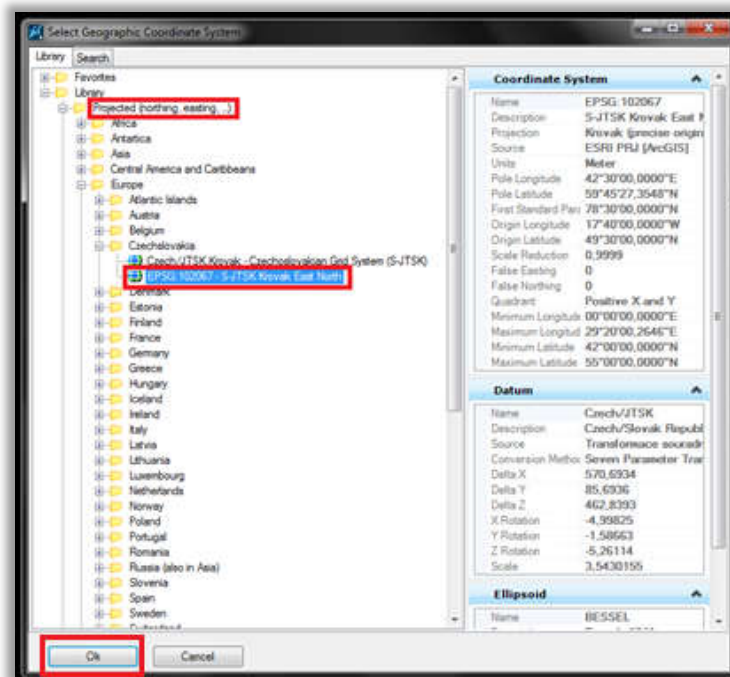 Select Geographic Coordinate System
Library Search
Favorites
Library
Projected (northing, easting, ...)
Africa
Antartica
Asia
Central America and Caribbeans
Europe
Atlantic Islands
Austria
Belgium
Czechslovakia
Czech/JTSK Krovak - Czechoslovakian Grid System (S-JTSK)
EPSG:102067 - S-JTSK Krovak East North
Denmark
Estonia
Finland
France
Germany
Greece
Hungary
Iceland
Ireland
Italy
Latvia
Lithuania
Luxembourg
Netherlands
Norway
Poland
Portugal
Romania
Russia (also in Asia)
Slovenia
Spain
Sweden
Ok Cancel
Coordinate System
Name EPSG:102067
Description S-JTSK Krovak East
Projection Krovak (precise origin
Source ESRI PRJ [ArcGIS]
Units Meter
Pole Longitude 42°30'00,0000"E
Pole Latitude 59°45'27,3548"N
First Standard Par 78°30'00,0000"N
Origin Longitude 17°40'00,0000"W
Origin Latitude 49°30'00,0000"N
Scale Reduction 0,9999
False Easting 0
False Northing 0
Quadrant Positive X and Y
Minimum Longitude 00°00'00,0000"E
Maximum Longitud 29°20'00,2646"E
Minimum Latitude 42°00'00,0000"N
Maximum Latitude 55°00'00,0000"N
Datum
Name Czech/JTSK
Description Czech/Slovak Republ
Source Transformace souradn
Conversion Method Seven Parameter Tran
Delta X 570,6934
Delta Y 85,6936
Delta Z 462,8393
X Rotation -4,99825
Y Rotation -1,58663
Z Rotation -5,26114
Scale 3,5430155
Ellipsoid
Name BESSEL